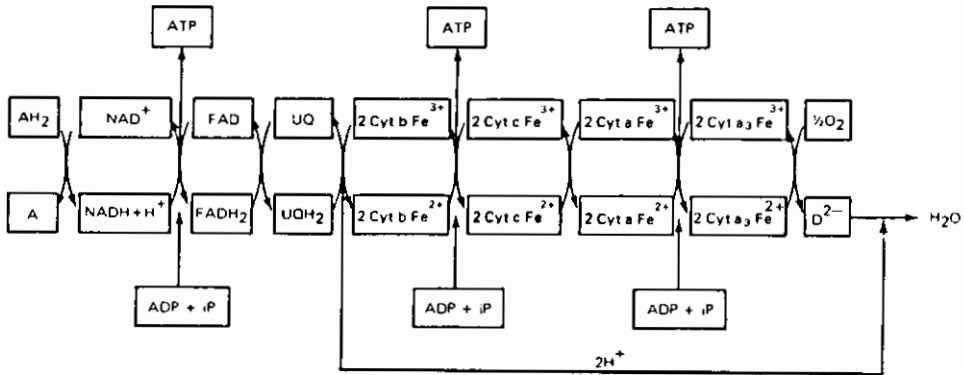 ATP ATP ATP
AH₂ NAD⁺ FAD UQ 2 Cyt b Fe³⁺ 2 Cyt c Fe³⁺ 2 Cyt a Fe³⁺ 2 Cyt a₃ Fe³⁺ ½O₂
A NADH + H⁺ FADH₂ UQH₂ 2 Cyt b Fe²⁺ 2 Cyt c Fe²⁺ 2 Cyt a Fe²⁺ 2 Cyt a₃ Fe²⁺ D²⁻ H₂O
ADP + iP ADP + iP ADP + iP
2H⁺